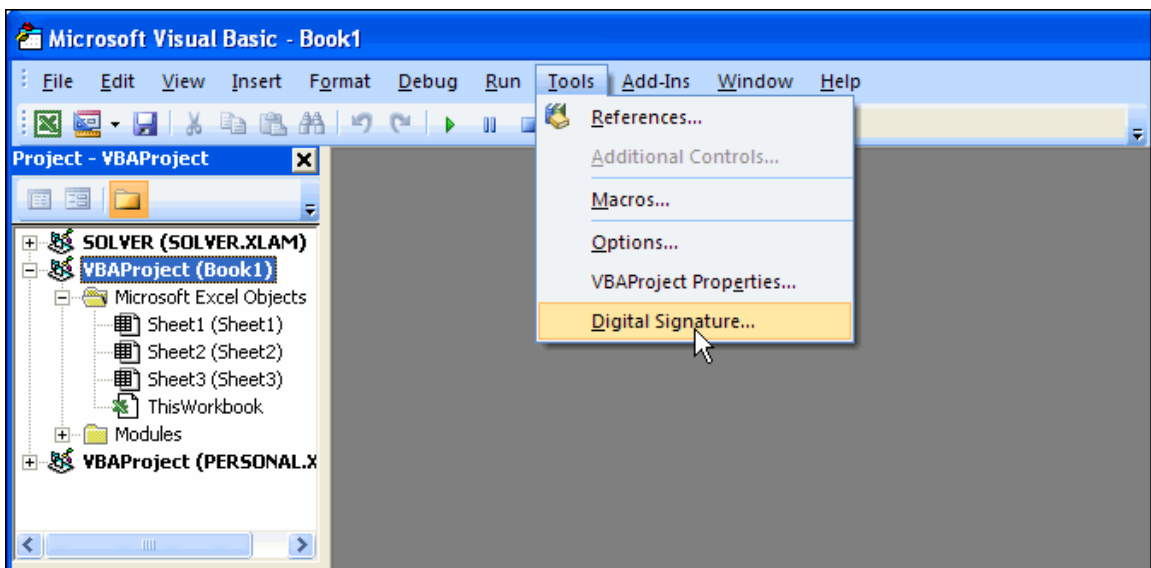 Microsoft Visual Basic - Book1
File Edit View Insert Format Debug Run Tools Add-Ins Window Help
References...
Additional Controls...
Macros...
Options...
VBAProject Properties...
Digital Signature...
Project - VBAProject
SOLVER (SOLVER.XLAM)
VBAProject (Book1)
Microsoft Excel Objects
Sheet1 (Sheet1)
Sheet2 (Sheet2)
Sheet3 (Sheet3)
ThisWorkbook
Modules
VBAProject (PERSONAL.X